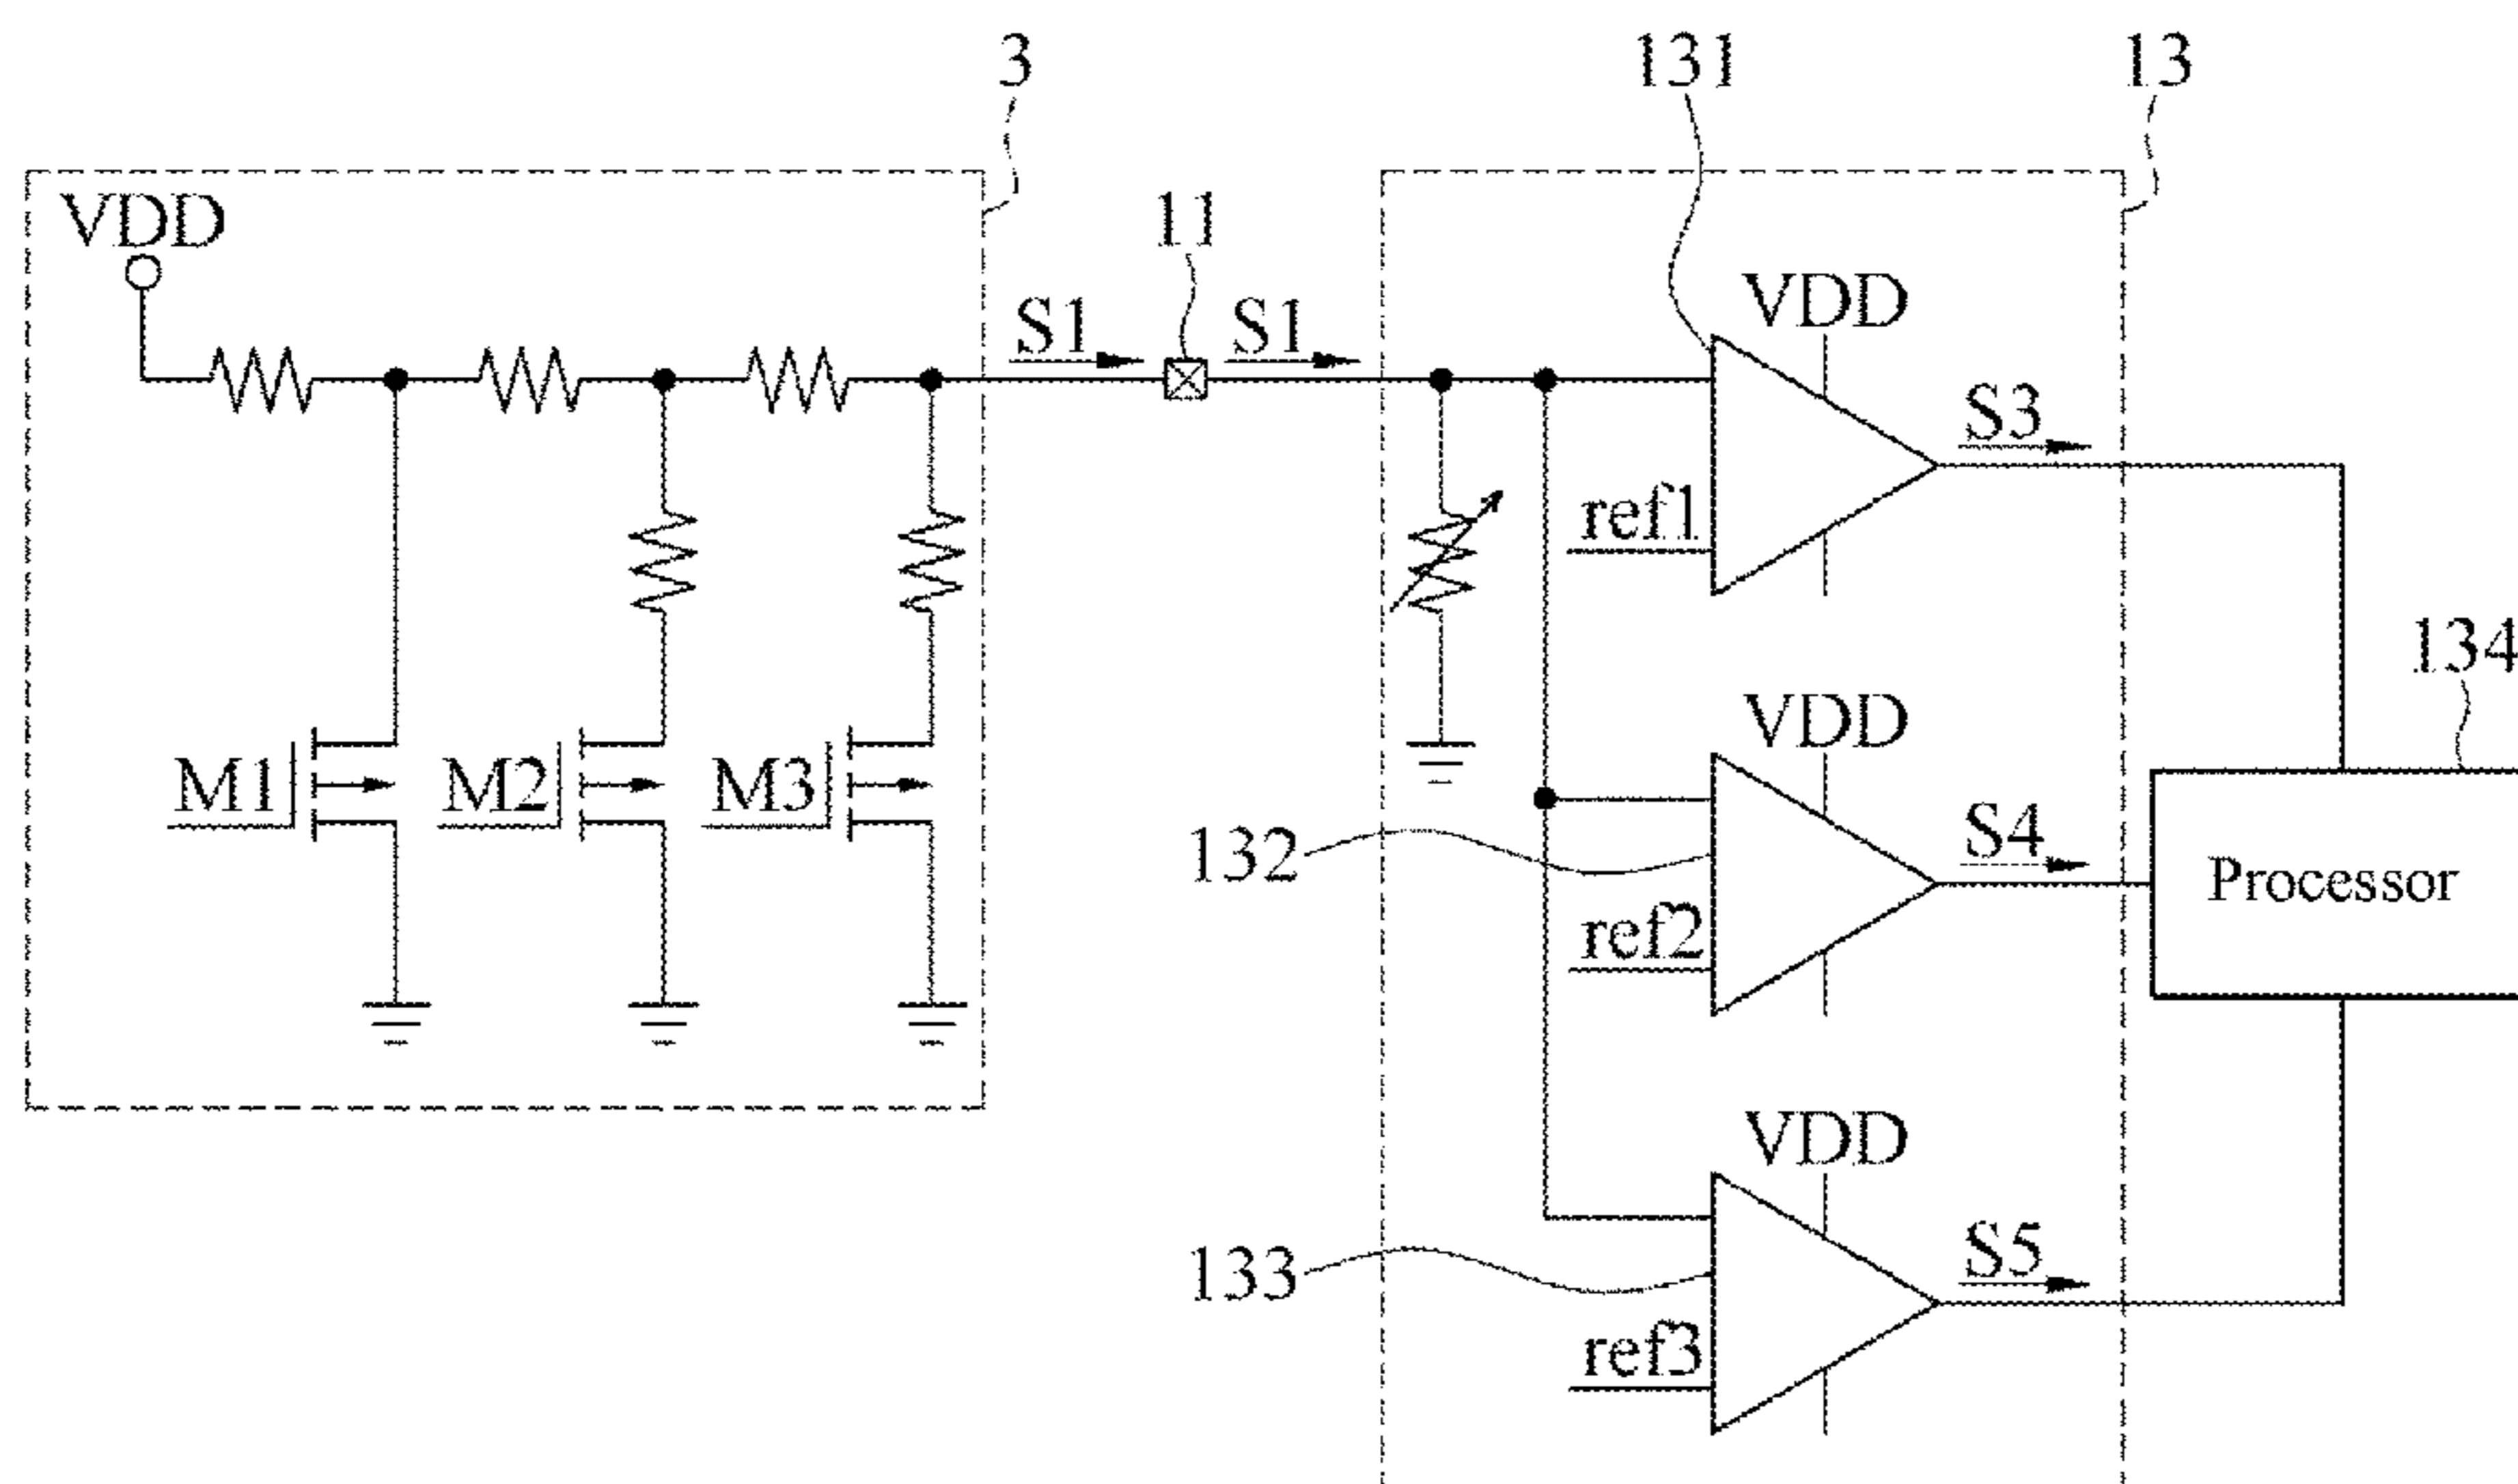 3
131
13
VDD
11
S1
S1
VDD
S3
ref1
134
M1
M2
M3
VDD
132
S4
Processor
ref2
VDD
133
S5
ref3